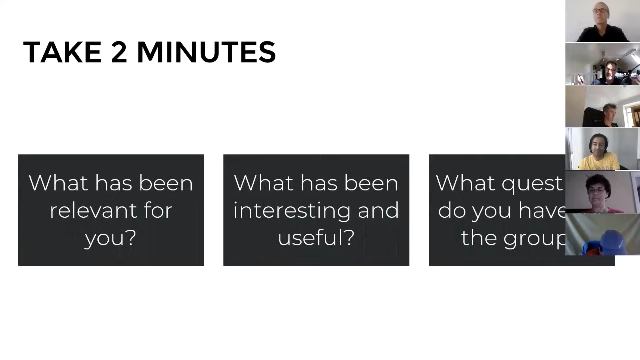 TAKE 2 MINUTES
What has been
relevant for
you?
What has been
interesting and
useful?
What
do you have
the group